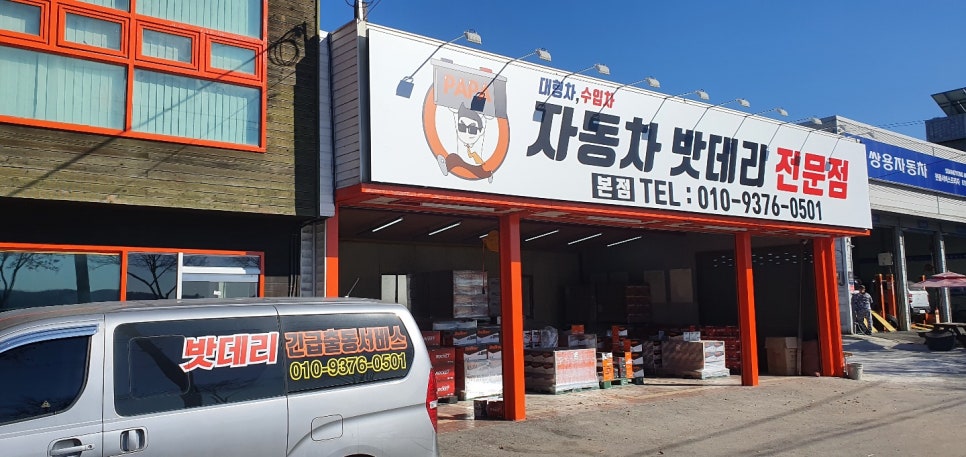 PAPA
대형차, 수입차
자동차 밧데리 전문점
본점 TEL : 010-9376-0501
쌍용자동차
밧데리 긴급출동서비스
010-9376-0501